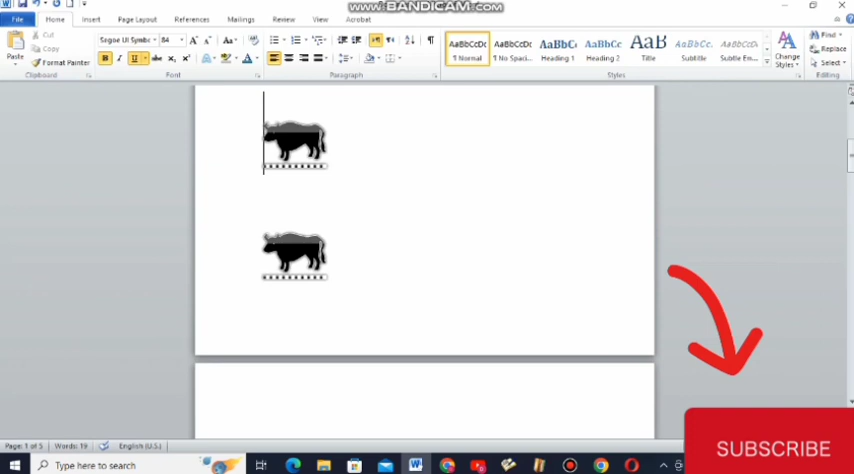 www.BANDICAM.com
File Home Insert Page Layout References Mailings Review View Acrobat
Cut
Copy
Paste
Format Painter
Clipboard
Segoe UI Symbc 84
Font
Paragraph
AaBbCcDc AaBbCcDc AaBbC AaBbCc AaB AaBbCc. AaBbCcDc
¶ Normal ¶ No Spaci... Heading 1 Heading 2 Title Subtitle Subtle Em...
Styles
Change Styles
Find
Replace
Select
Editing
Page: 1 of 5 Words: 19 English (U.S.)
Type here to search
SUBSCRIBE